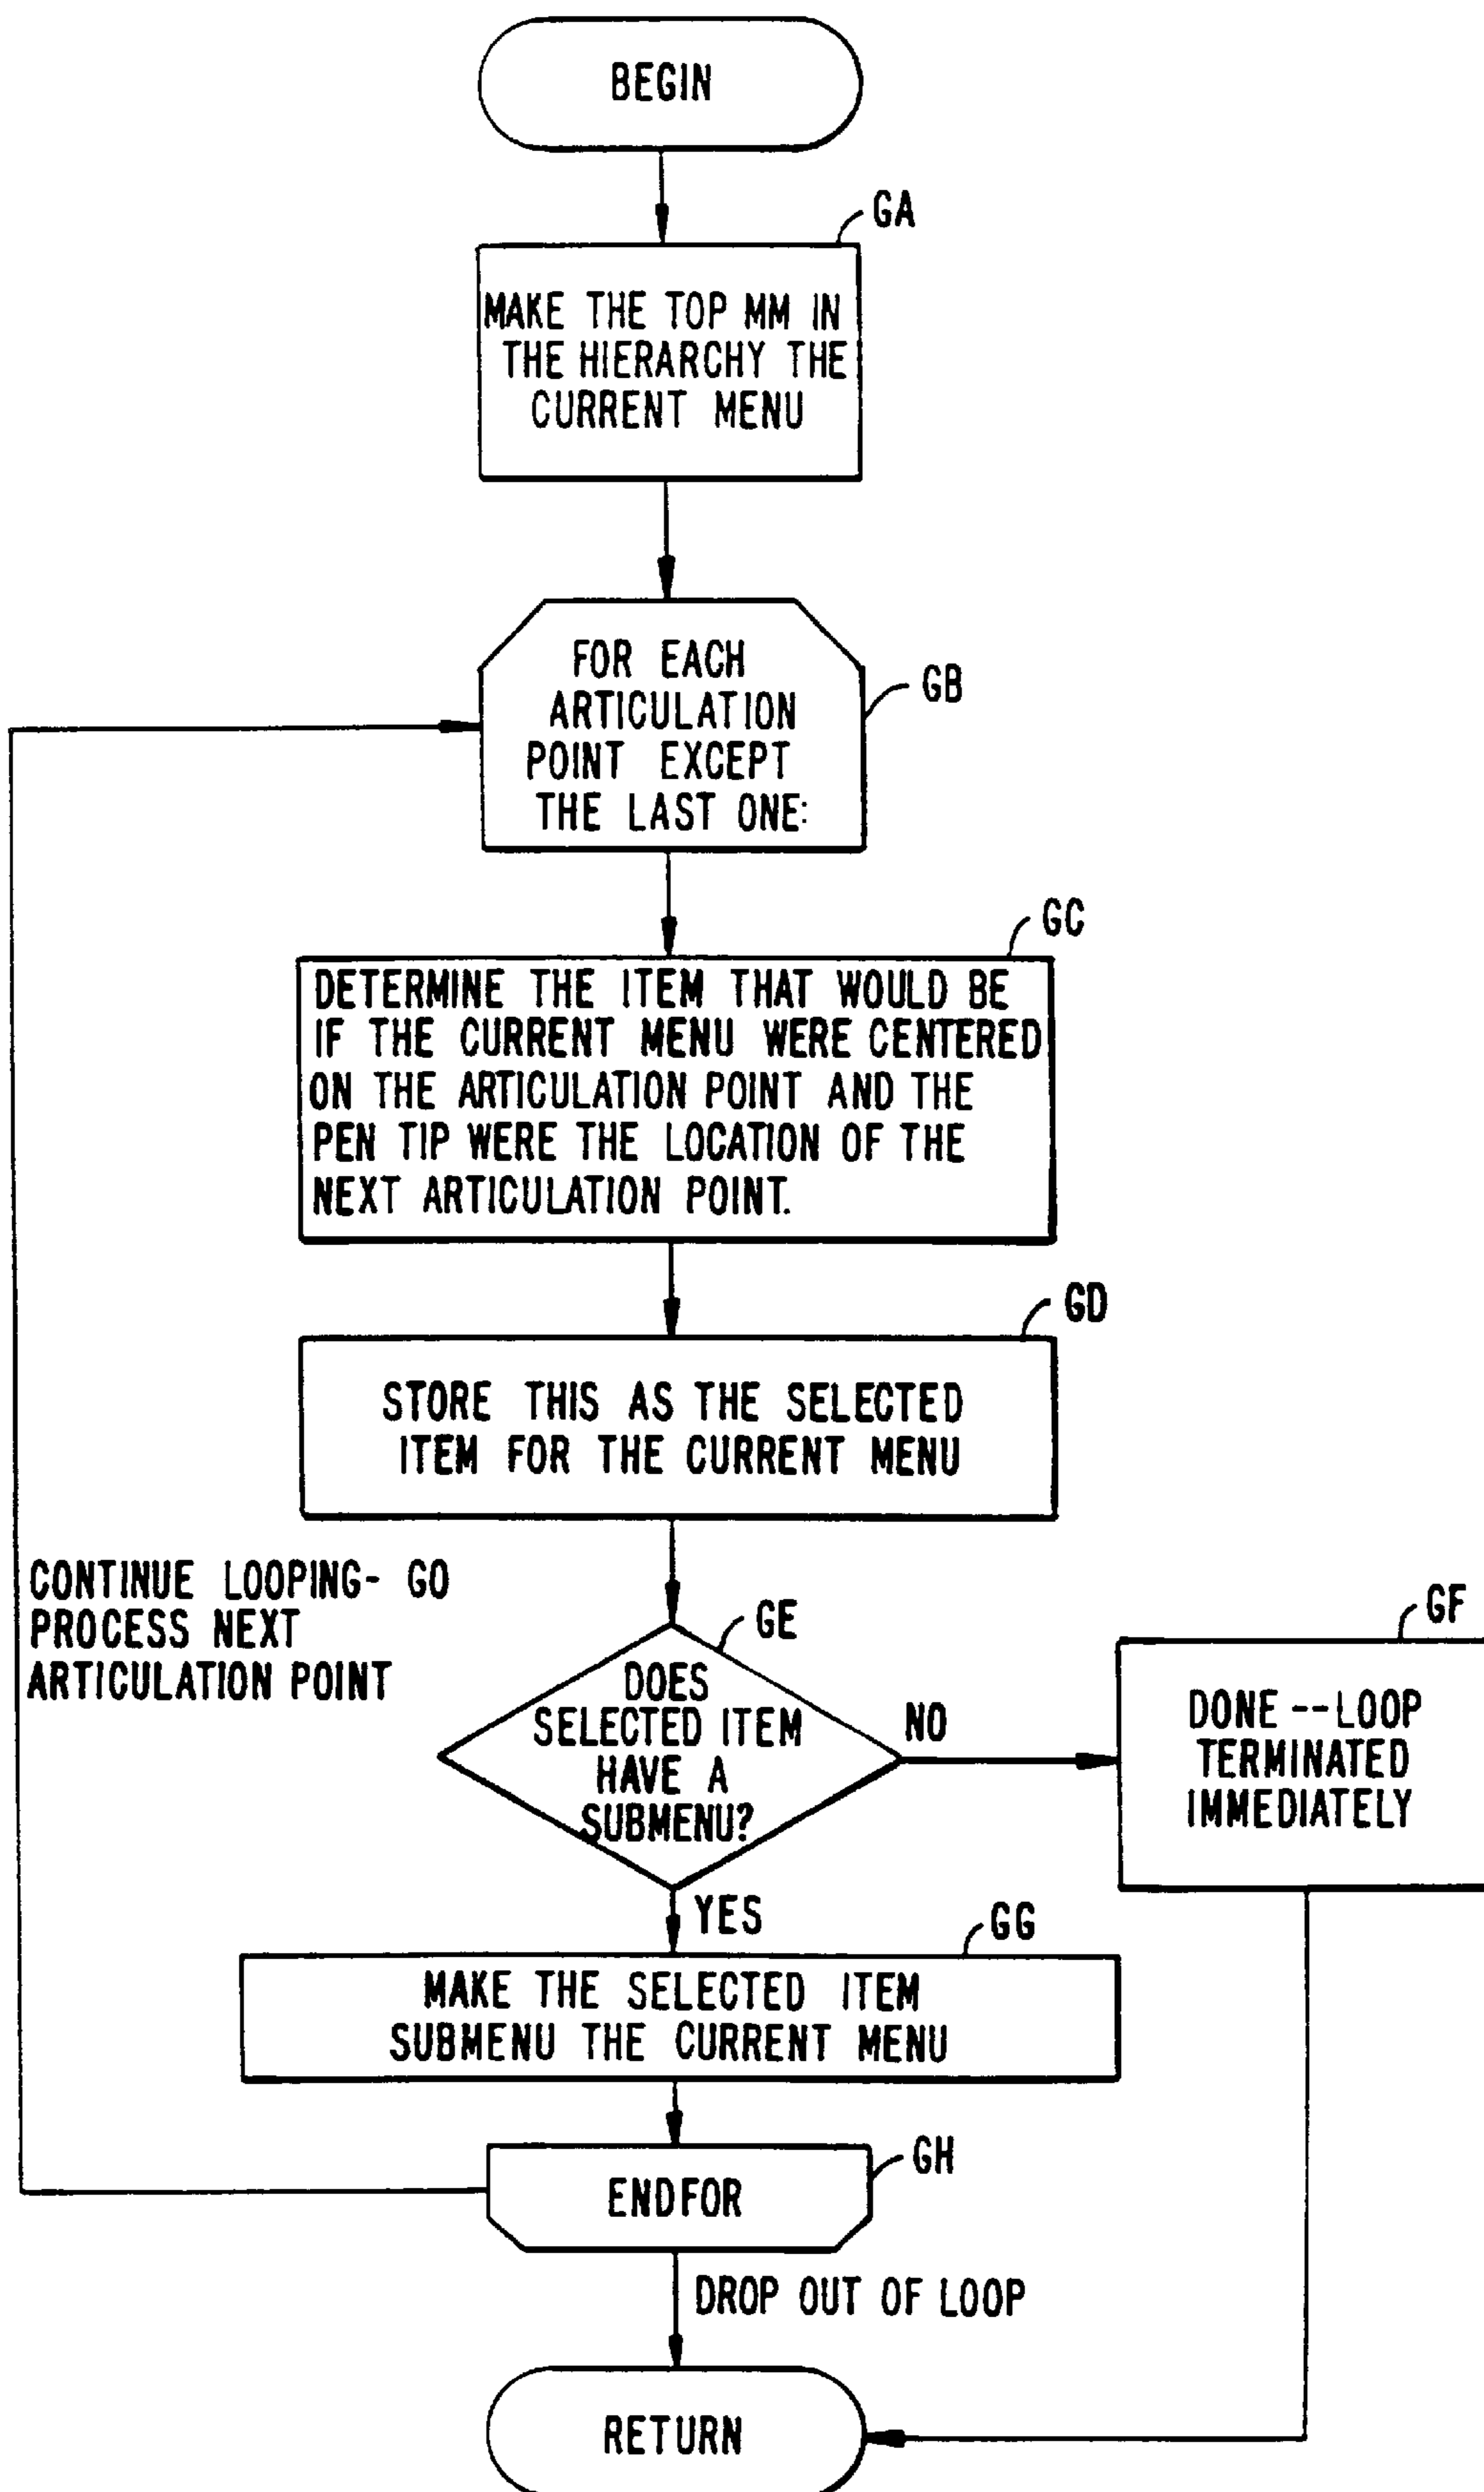 BEGIN
GA
MAKE THE TOP MM IN
THE HIERARCHY THE
CURRENT MENU
FOR EACH
ARTICULATION
POINT EXCEPT
THE LAST ONE:
GB
GC
DETERMINE THE ITEM THAT WOULD BE
IF THE CURRENT MENU WERE CENTERED
ON THE ARTICULATION POINT AND THE
PEN TIP WERE THE LOCATION OF THE
NEXT ARTICULATION POINT.
GD
STORE THIS AS THE SELECTED
ITEM FOR THE CURRENT MENU
CONTINUE LOOPING- GO
PROCESS NEXT
ARTICULATION POINT
GE
DOES
SELECTED ITEM
HAVE A
SUBMENU?
NO
GF
DONE --LOOP
TERMINATED
IMMEDIATELY
YES
GG
MAKE THE SELECTED ITEM
SUBMENU THE CURRENT MENU
GH
ENDFOR
DROP OUT OF LOOP
RETURN